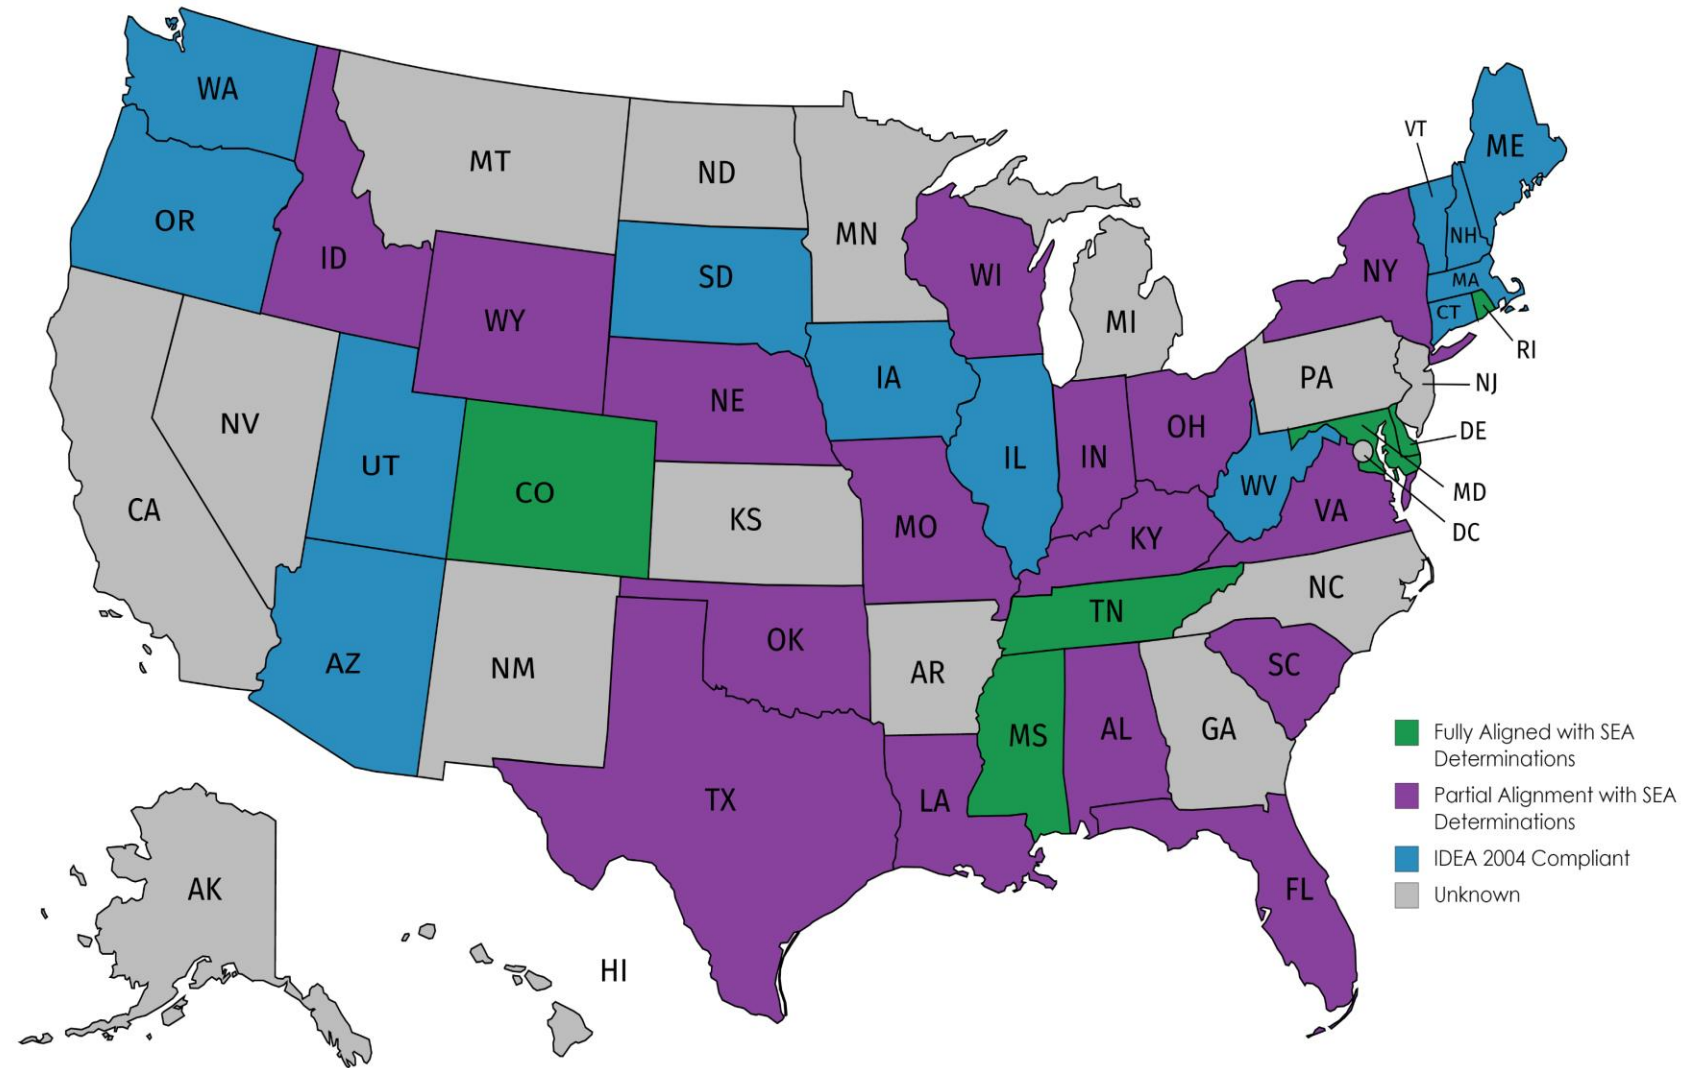 WA
MT
ND
MN
VT
ME
OR
ID
SD
WI
MI
NY
NH
MA
CT
RI
WY
NE
IA
PA
NJ
NV
UT
CO
IL
IN
OH
DE
MD
DC
CA
KS
MO
WV
VA
KY
NC
AZ
NM
OK
AR
TN
SC
MS
AL
GA
TX
LA
FL
AK
HI
Fully Aligned with SEA
Determinations
Partial Alignment with SEA
Determinations
IDEA 2004 Compliant
Unknown